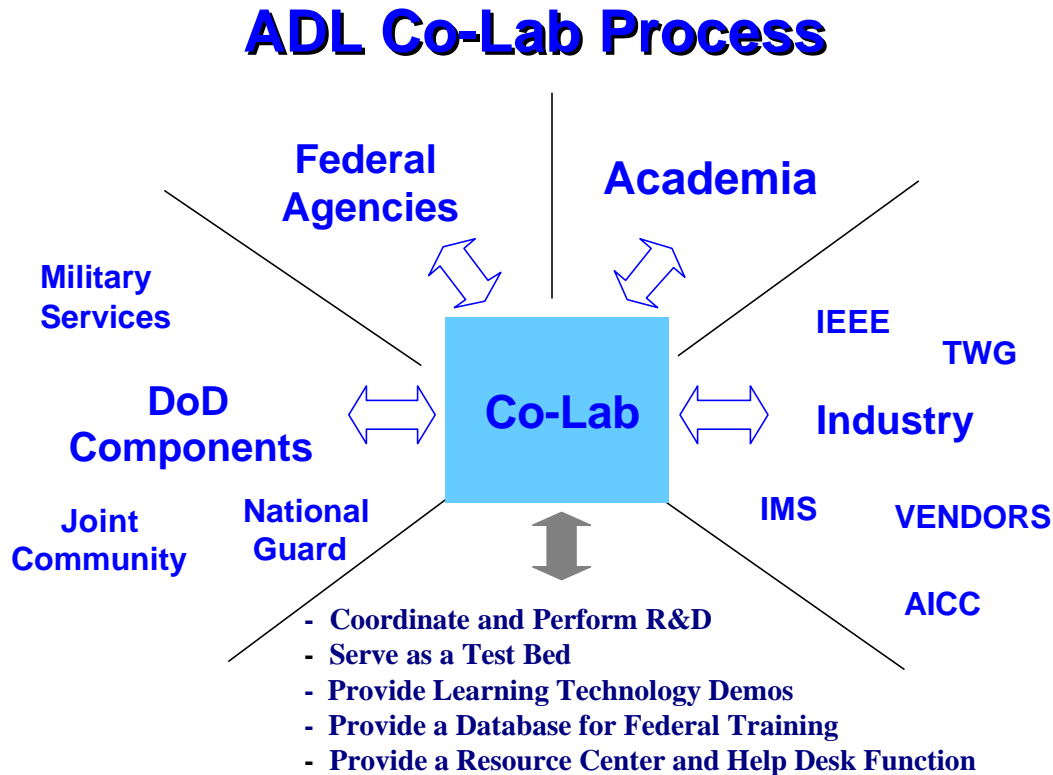 ADL Co-Lab Process
Federal
Agencies
Academia
Military
Services
IEEE
TWG
DoD
Components
Co-Lab
Industry
Joint
Community
National
Guard
IMS
VENDORS
AICC
- Coordinate and Perform R&D
- Serve as a Test Bed
- Provide Learning Technology Demos
- Provide a Database for Federal Training
- Provide a Resource Center and Help Desk Function